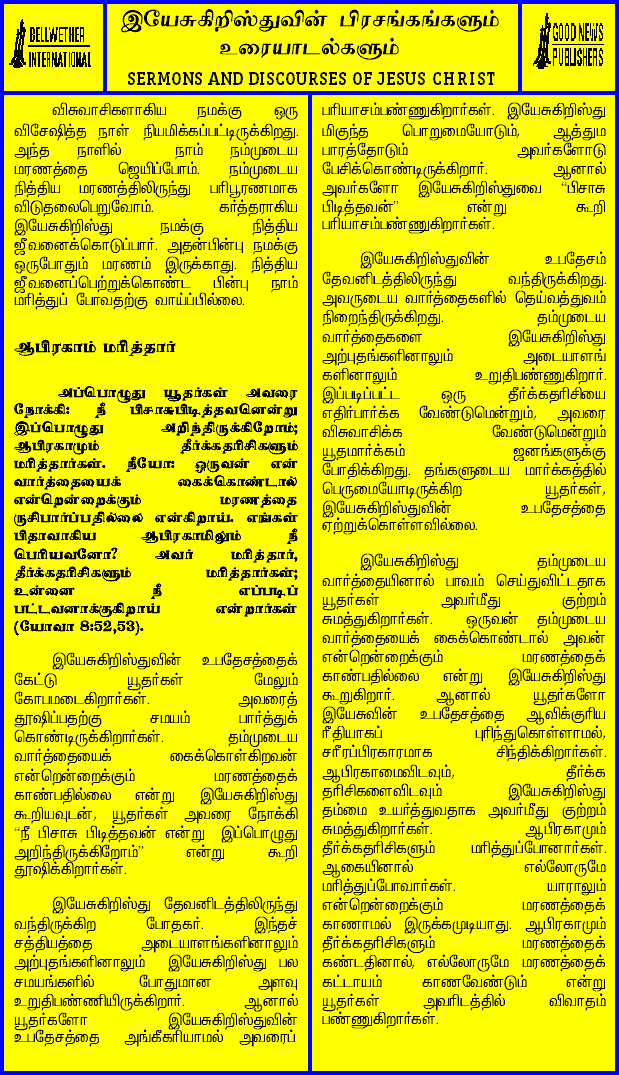 BELLWETHER
INTERNATIONAL
இயேசுகிறிஸ்துவின் பிரசங்கங்களும்
உரையாடல்களும்
SERMONS AND DISCOURSES OF JESUS CHRIST
GOOD NEWS
PUBLISHERS
விசுவாசிகளாகிய நமக்கு ஒரு
விசேஷித்த நாள் நியமிக்கப்பட்டிருக்கிறது.
அந்த நாளில் நாம் நம்முடைய
மரணத்தை ஜெயிப்போம். நம்முடைய
நித்திய மரணத்திலிருந்து பரிபூரணமாக
விடுதலைபெறுவோம். கர்த்தராகிய
இயேசுகிறிஸ்து நமக்கு நித்திய
ஜீவனைக்கொடுப்பார். அதன்பின்பு நமக்கு
ஒருபோதும் மரணம் இருக்காது. நித்திய
ஜீவனைப்பெற்றுக்கொண்ட பின்பு நாம்
மரித்துப் போவதற்கு வாய்ப்பில்லை.
ஆபிரகாம் மரித்தார்
அப்பொழுது யூதர்கள் அவரை
நோக்கி: நீ பிசாசுபிடித்தவனென்று
இப்பொழுது அறிந்திருக்கிறோம்;
ஆபிரகாமும் தீர்க்கதரிசிகளும்
மரித்தார்கள். நீயோ: ஒருவன் என்
வார்த்தையைக் கைக்கொண்டால்
என்றென்றைக்கும் மரணத்தை
ருசிபார்ப்பதில்லை என்கிறாய். எங்கள்
பிதாவாகிய ஆபிரகாமிலும் நீ
பெரியவனோ? அவர் மரித்தார்,
தீர்க்கதரிசிகளும் மரித்தார்கள்;
உன்னை நீ எப்படிப்
பட்டவனாக்குகிறாய் என்றார்கள்
(யோவா 8:52,53).
இயேசுகிறிஸ்துவின் உபதேசத்தைக்
கேட்டு யூதர்கள் மேலும்
கோபமடைகிறார்கள். அவரைத்
தூஷிப்பதற்கு சமயம் பார்த்துக்
கொண்டிருக்கிறார்கள். தம்முடைய
வார்த்தையைக் கைக்கொள்கிறவன்
என்றென்றைக்கும் மரணத்தைக்
காண்பதில்லை என்று இயேசுகிறிஸ்து
கூறியவுடன், யூதர்கள் அவரை நோக்கி
“நீ பிசாசு பிடித்தவன் என்று இப்பொழுது
அறிந்திருக்கிறோம்” என்று கூறி
தூஷிக்கிறார்கள்.
இயேசுகிறிஸ்து தேவனிடத்திலிருந்து
வந்திருக்கிற போதகர். இந்தச்
சத்தியத்தை அடையாளங்களினாலும்
அற்புதங்களினாலும் இயேசுகிறிஸ்து பல
சமயங்களில் போதுமான அளவு
உறுதிபண்ணியிருக்கிறார். ஆனால்
யூதர்களோ இயேசுகிறிஸ்துவின்
உபதேசத்தை அங்கீகரியாமல் அவரைப்
பரியாசம்பண்ணுகிறார்கள். இயேசுகிறிஸ்து
மிகுந்த பொறுமையோடும், ஆத்தும
பாரத்தோடும் அவர்களோடு
பேசிக்கொண்டிருக்கிறார். ஆனால்
அவர்களோ இயேசுகிறிஸ்துவை “பிசாசு
பிடித்தவன்” என்று கூறி
பரியாசம்பண்ணுகிறார்கள்.
இயேசுகிறிஸ்துவின் உபதேசம்
தேவனிடத்திலிருந்து வந்திருக்கிறது.
அவருடைய வார்த்தைகளில் தெய்வத்துவம்
நிறைந்திருக்கிறது. தம்முடைய
வார்த்தைகளை இயேசுகிறிஸ்து
அற்புதங்களினாலும் அடையாளங்
களினாலும் உறுதிபண்ணுகிறார்.
இப்படிப்பட்ட ஒரு தீர்க்கதரிசியை
எதிர்பார்க்க வேண்டுமென்றும், அவரை
விசுவாசிக்க வேண்டுமென்றும்
யூதமார்க்கம் ஜனங்களுக்கு
போதிக்கிறது. தங்களுடைய மார்க்கத்தில்
பெருமையோடிருக்கிற யூதர்கள்,
இயேசுகிறிஸ்துவின் உபதேசத்தை
ஏற்றுக்கொள்ளவில்லை.
இயேசுகிறிஸ்து தம்முடைய
வார்த்தையினால் பாவம் செய்துவிட்டதாக
யூதர்கள் அவர்மீது குற்றம்
சுமத்துகிறார்கள். ஒருவன் தம்முடைய
வார்த்தையைக் கைக்கொண்டால் அவன்
என்றென்றைக்கும் மரணத்தைக்
காண்பதில்லை என்று இயேசுகிறிஸ்து
கூறுகிறார். ஆனால் யூதர்களோ
இயேசுவின் உபதேசத்தை ஆவிக்குரிய
ரீதியாகப் புரிந்துகொள்ளாமல்,
சரீரப்பிரகாரமாக சிந்திக்கிறார்கள்.
ஆபிரகாமைவிடவும், தீர்க்க
தரிசிகளைவிடவும் இயேசுகிறிஸ்து
தம்மை உயர்த்துவதாக அவர்மீது குற்றம்
சுமத்துகிறார்கள். ஆபிரகாமும்
தீர்க்கதரிசிகளும் மரித்துப்போனார்கள்.
ஆகையினால் எல்லோருமே
மரித்துப்போவார்கள். யாராலும்
என்றென்றைக்கும் மரணத்தைக்
காணாமல் இருக்கமுடியாது. ஆபிரகாமும்
தீர்க்கதரிசிகளும் மரணத்தைக்
கண்டதினால், எல்லோருமே மரணத்தைக்
கட்டாயம் காணவேண்டும் என்று
யூதர்கள் அவரிடத்தில் விவாதம்
பண்ணுகிறார்கள்.